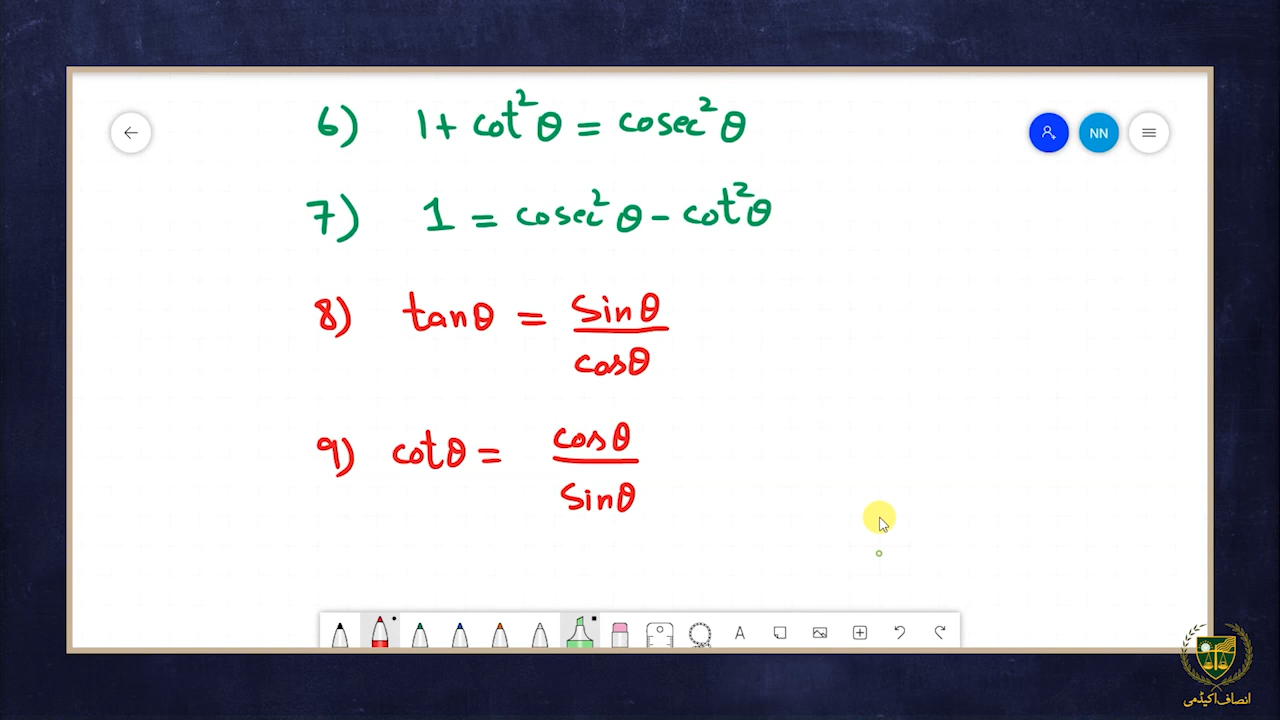 6) 1 + cot²θ = cosec²θ
NN
7) 1 = cosec²θ - cot²θ
8) tanθ = sinθ/cosθ
9) cotθ = cosθ/sinθ
A
انصاف اکیڈمی